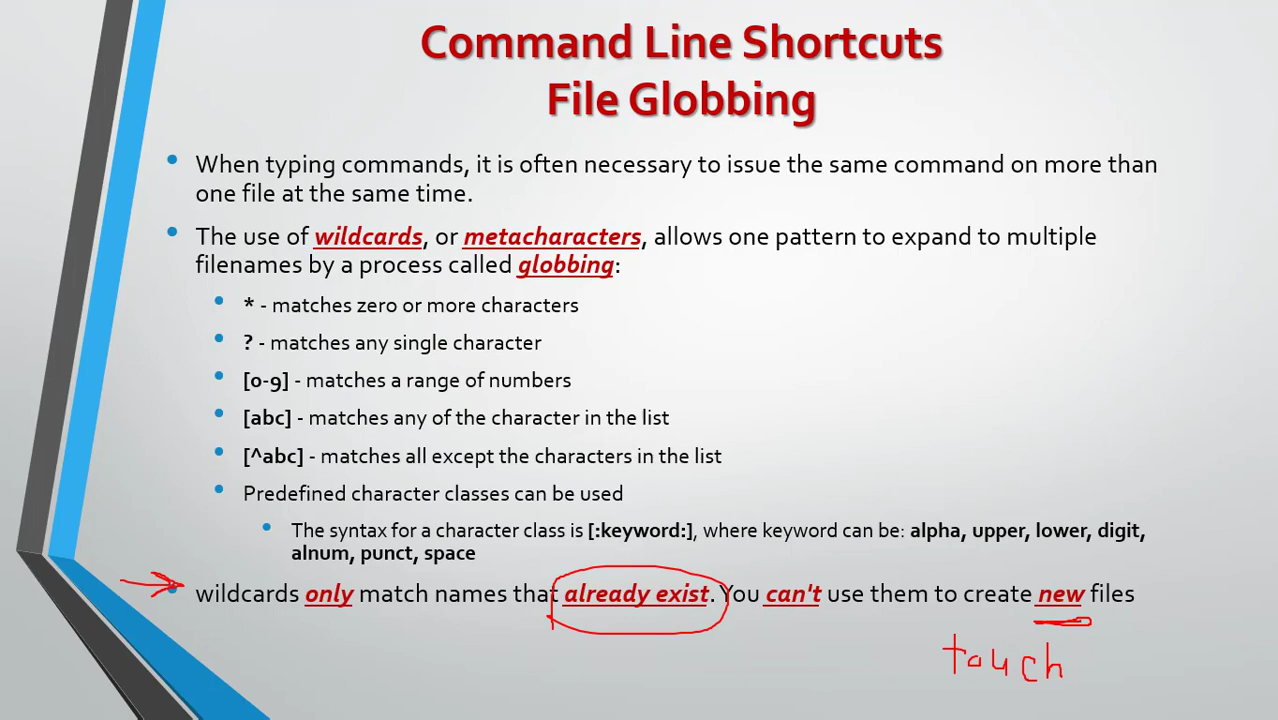 Command Line Shortcuts
File Globbing
• When typing commands, it is often necessary to issue the same command on more than
one file at the same time.
• The use of wildcards, or metacharacters, allows one pattern to expand to multiple
filenames by a process called globbing:
• * - matches zero or more characters
• ? - matches any single character
• [0-9] - matches a range of numbers
• [abc] - matches any of the character in the list
• [^abc] - matches all except the characters in the list
• Predefined character classes can be used
• The syntax for a character class is [:keyword:], where keyword can be: alpha, upper, lower, digit,
alnum, punct, space
• wildcards only match names that already exist. You can't use them to create new files
touch